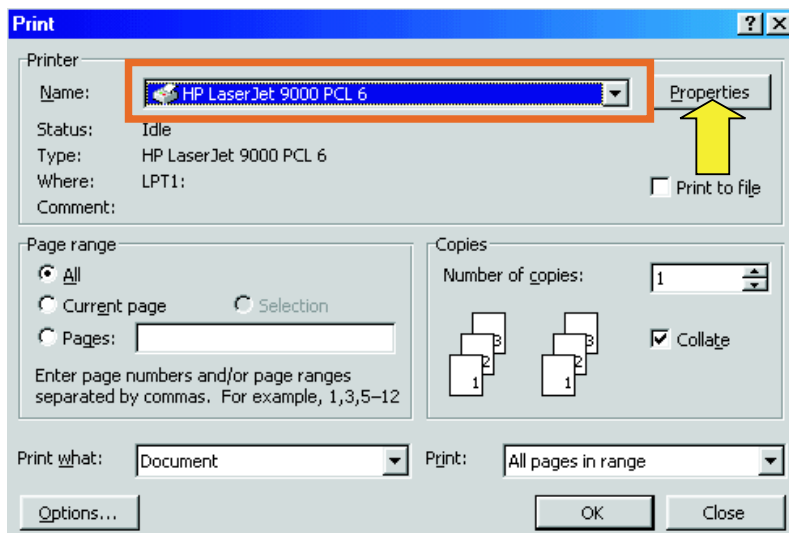 Print
Printer
Name: HP LaserJet 9000 PCL 6 Properties
Status: Idle
Type: HP LaserJet 9000 PCL 6
Where: LPT1: Print to file
Comment:
Page range
All
Current page Selection
Pages:
Enter page numbers and/or page ranges
separated by commas. For example, 1,3,5–12
Copies
Number of copies: 1
3 3
2 2
1 1
Collate
Print what: Document Print: All pages in range
Options... OK Close